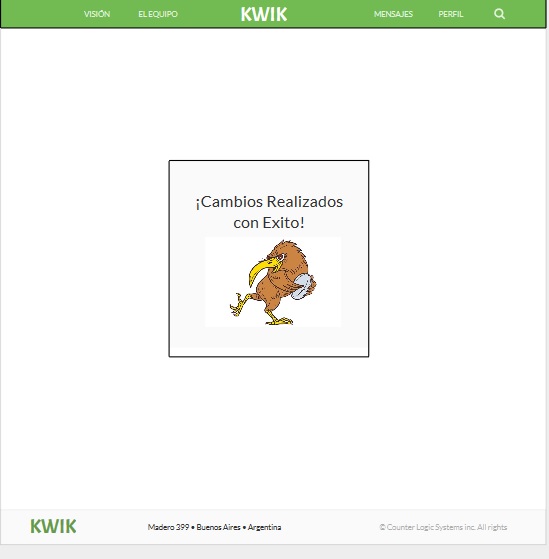 VISIÓN
EL EQUIPO
KWIK
MENSAJES
PERFIL
¡Cambios Realizados
con Exito!
KWIK
Madero 399 • Buenos Aires • Argentina
© Counter Logic Systems inc. All rights